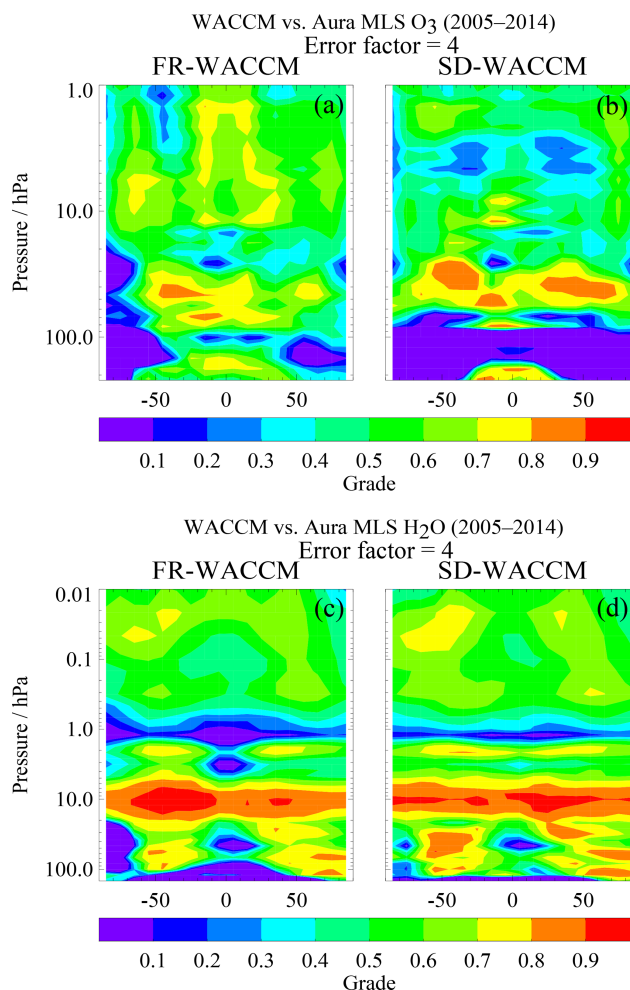 WACCM vs. Aura MLS O3 (2005–2014)
Error factor = 4
FR-WACCM SD-WACCM
(a) (b)
1.0
10.0
100.0
Pressure / hPa
-50 0 50 -50 0 50
0.1 0.2 0.3 0.4 0.5 0.6 0.7 0.8 0.9
Grade
WACCM vs. Aura MLS H2O (2005–2014)
Error factor = 4
FR-WACCM SD-WACCM
(c) (d)
0.01
0.1
1.0
10.0
100.0
Pressure / hPa
-50 0 50 -50 0 50
0.1 0.2 0.3 0.4 0.5 0.6 0.7 0.8 0.9
Grade